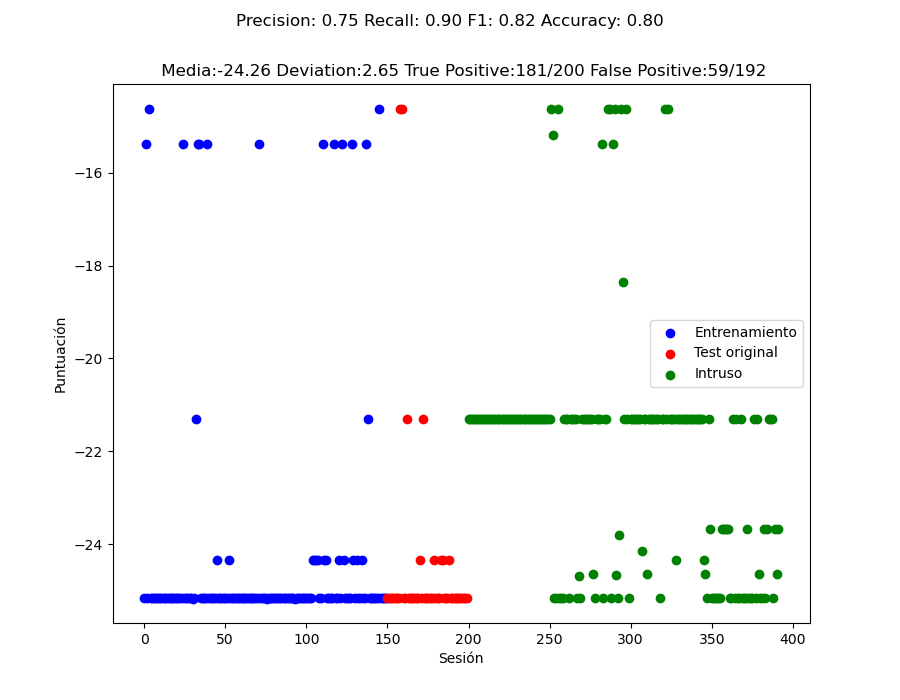 Precision: 0.75 Recall: 0.90 F1: 0.82 Accuracy: 0.80
Media:-24.26 Deviation:2.65 True Positive:181/200 False Positive:59/192
−16
−18
−20
−22
−24
Puntuación
Entrenamiento
Test original
Intruso
0 50 100 150 200 250 300 350 400
Sesión